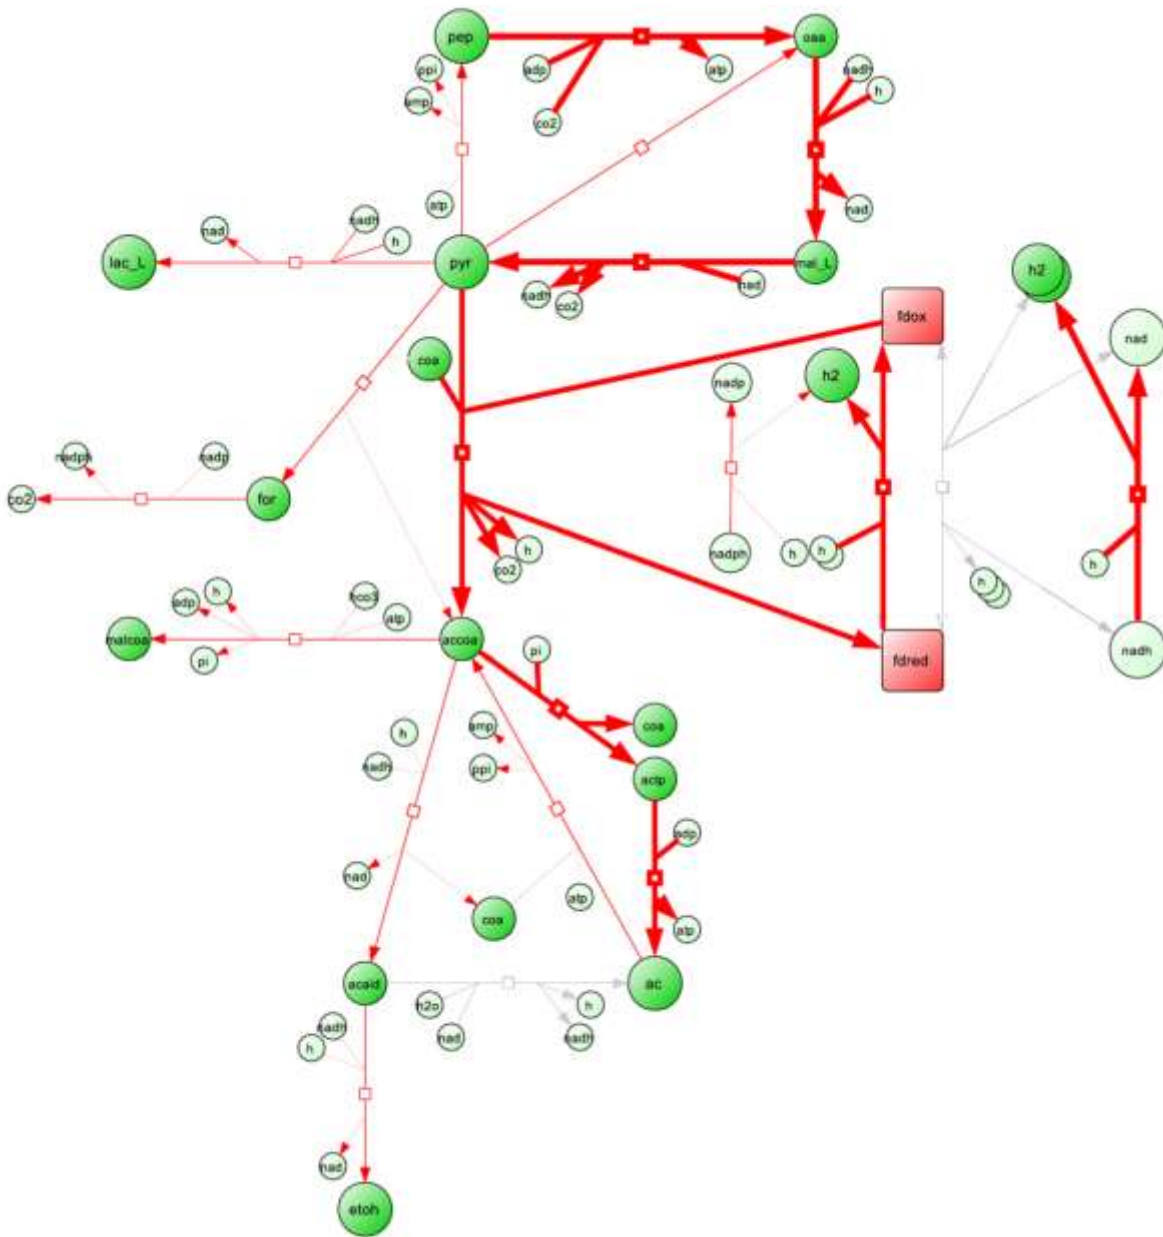 pep
oaa
ppi
adp
atp
nadh
h
amp
co2
atp
nad
nad
nadh
h
lac_L
pyr
mal_L
h2
nadh
co2
nad
fdox
nad
coa
h2
nadp
nadph
nadp
co2
for
h
co2
nadph
h
h
h
h
hco3
h
adp
atp
malcoa
accoa
pi
nadh
pi
fdred
h
amp
coa
nadh
ppi
actp
adp
nad
coa
atp
atp
acald
ac
h2o
h
nadh
h
nad
nadh
nad
etoh